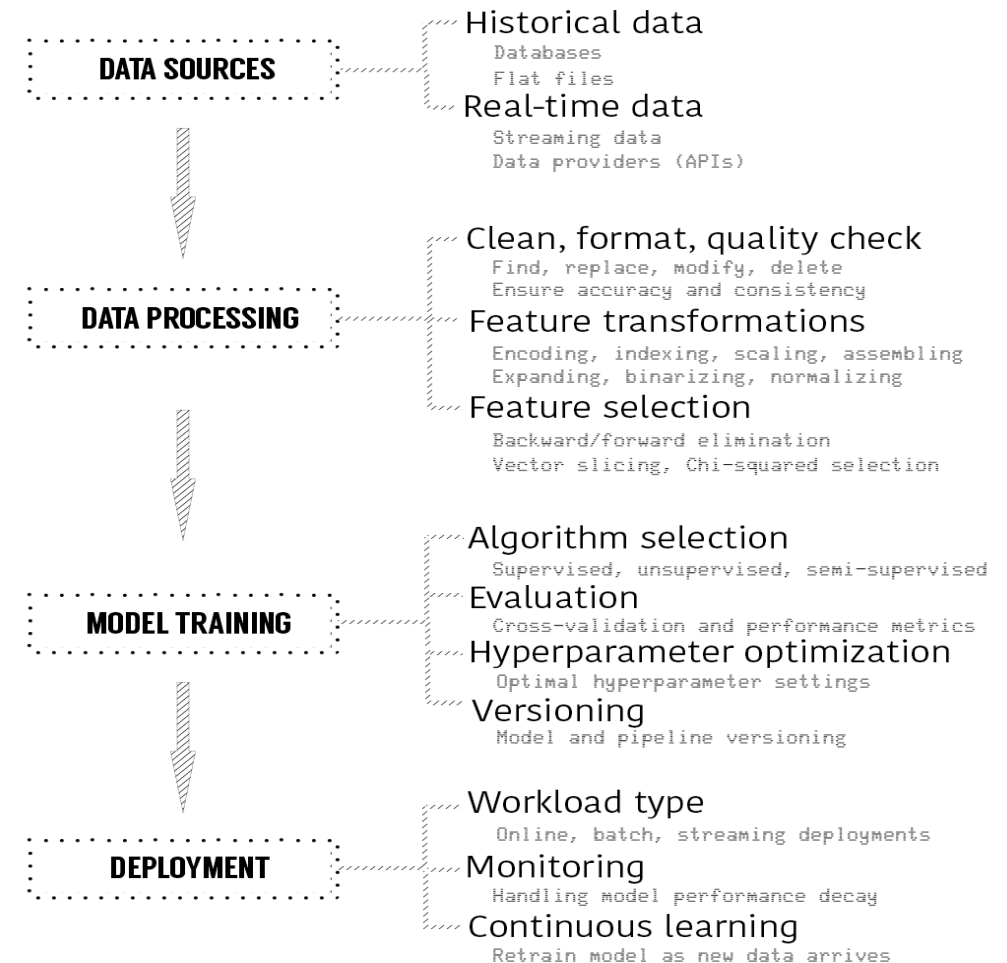 DATA SOURCES
Historical data
Databases
Flat files
Real-time data
Streaming data
Data providers (APIs)
DATA PROCESSING
Clean, format, quality check
Find, replace, modify, delete
Ensure accuracy and consistency
Feature transformations
Encoding, indexing, scaling, assembling
Expanding, binarizing, normalizing
Feature selection
Backward/forward elimination
Vector slicing, Chi-squared selection
MODEL TRAINING
Algorithm selection
Supervised, unsupervised, semi-supervised
Evaluation
Cross-validation and performance metrics
Hyperparameter optimization
Optimal hyperparameter settings
Versioning
Model and pipeline versioning
DEPLOYMENT
Workload type
Online, batch, streaming deployments
Monitoring
Handling model performance decay
Continuous learning
Retrain model as new data arrives